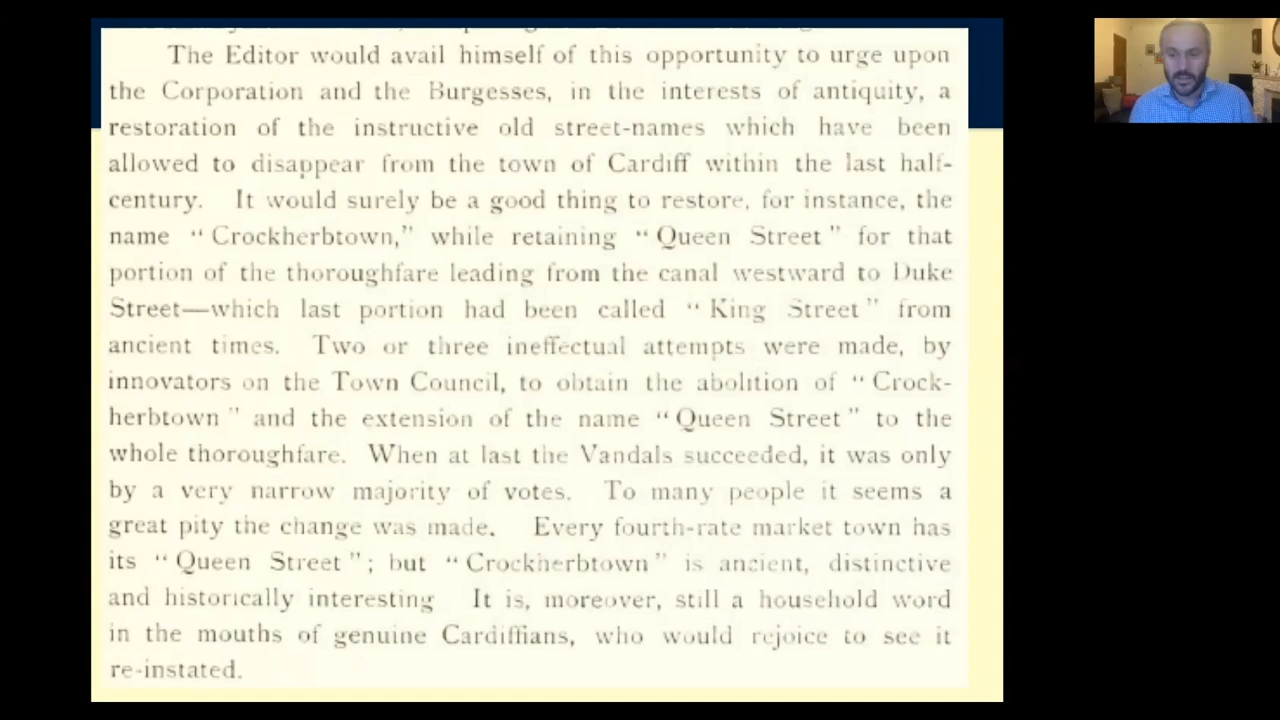 The Editor would avail himself of this opportunity to urge upon
the Corporation and the Burgesses, in the interests of antiquity, a
restoration of the instructive old street-names which have been
allowed to disappear from the town of Cardiff within the last half-
century. It would surely be a good thing to restore, for instance, the
name “Crockherbtown,” while retaining “Queen Street” for that
portion of the thoroughfare leading from the canal westward to Duke
Street—which last portion had been called “King Street” from
ancient times. Two or three ineffectual attempts were made, by
innovators on the Town Council, to obtain the abolition of “Crock-
herbtown” and the extension of the name “Queen Street” to the
whole thoroughfare. When at last the Vandals succeeded, it was only
by a very narrow majority of votes. To many people it seems a
great pity the change was made. Every fourth-rate market town has
its “Queen Street”; but “Crockherbtown” is ancient, distinctive
and historically interesting It is, moreover, still a household word
in the mouths of genuine Cardiffians, who would rejoice to see it
re-instated.